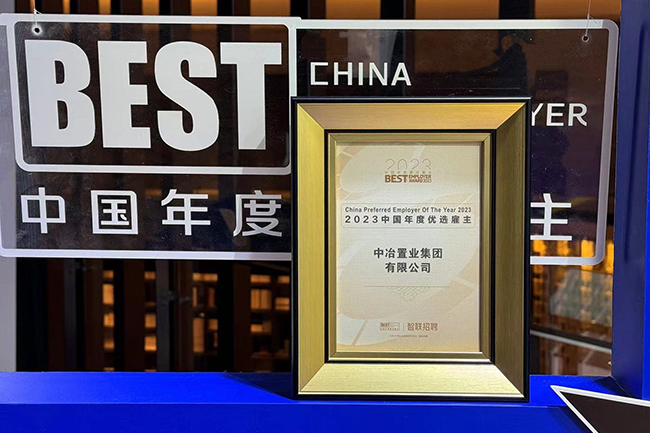 BEST
CHINA
YER
中国年度
主
2023
BEST EMPLOYER
AWARD
China Preferred Employer Of The Year 2023
2023中国年度优选雇主
中冶置业集团
有限公司
BEST
智联招聘